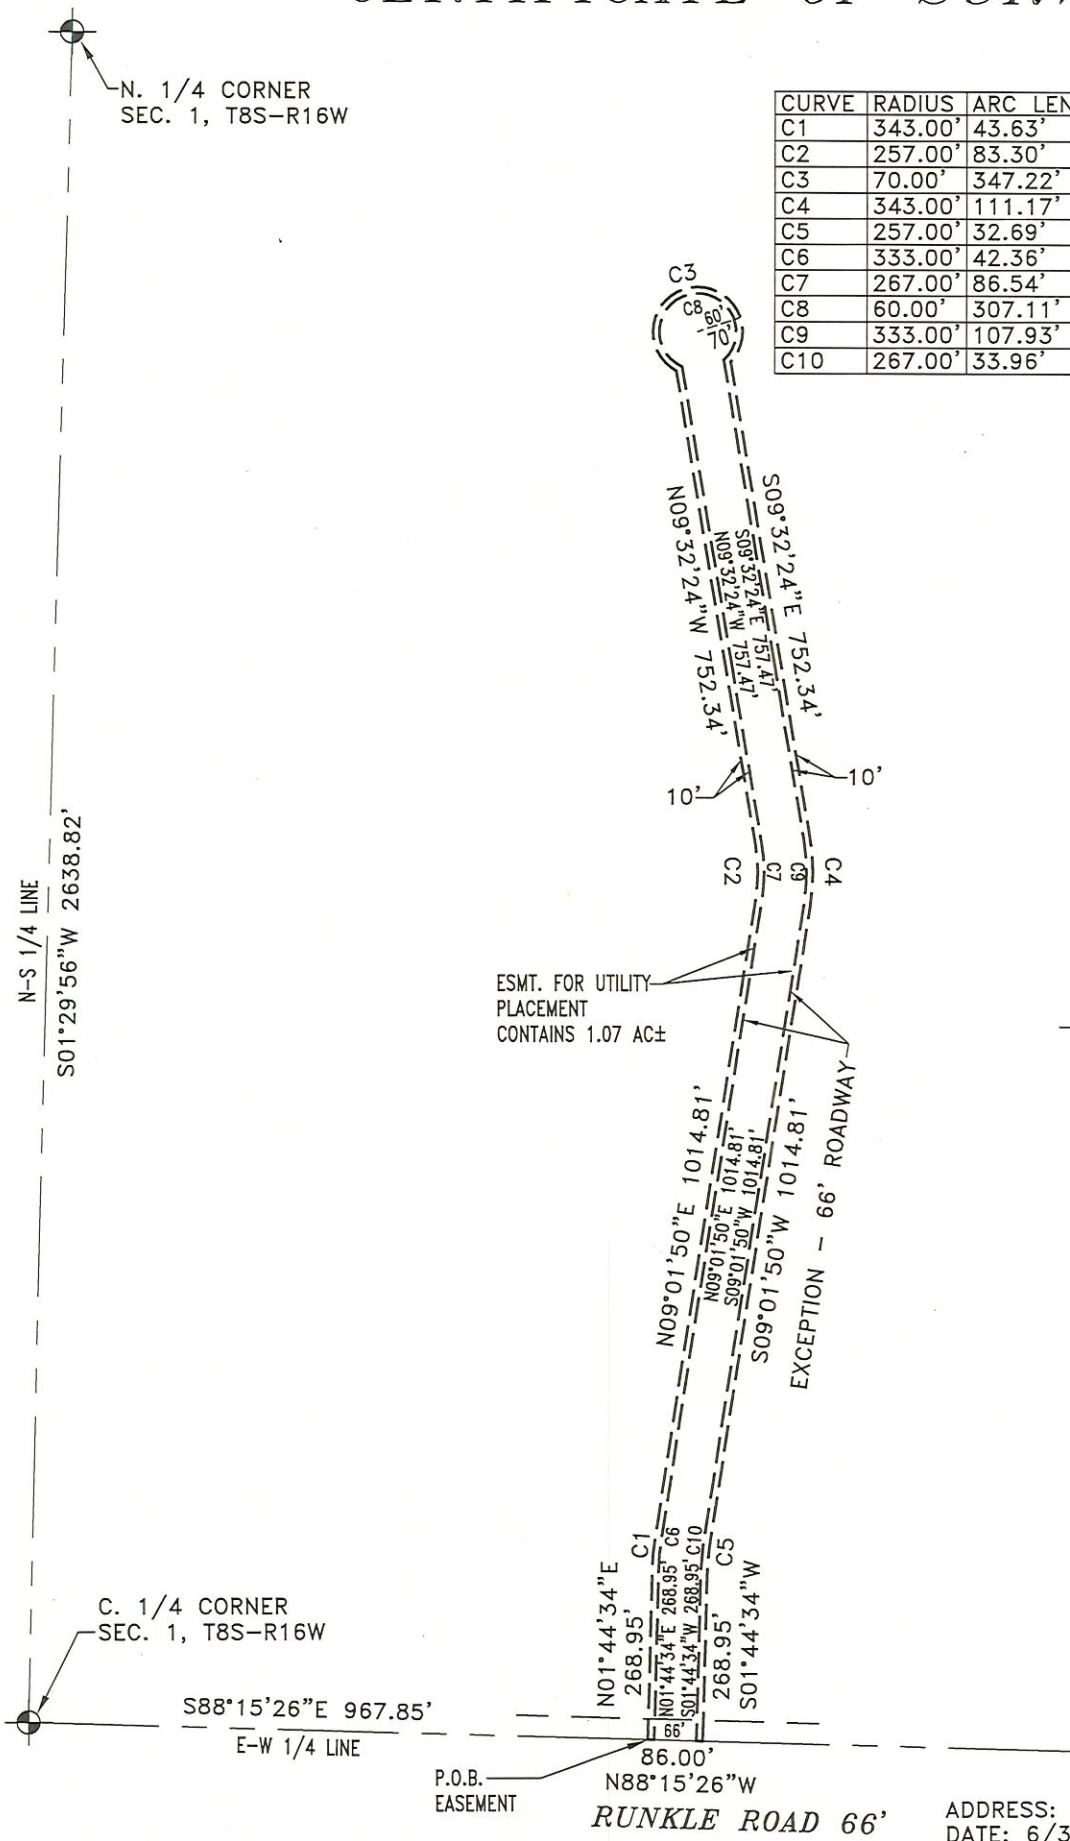 N. 1/4 CORNER
SEC. 1, T8S-R16W
CURVE RADIUS ARC LEN
C1 343.00' 43.63'
C2 257.00' 83.30'
C3 70.00' 347.22'
C4 343.00' 111.17'
C5 257.00' 32.69'
C6 333.00' 42.36'
C7 267.00' 86.54'
C8 60.00' 307.11'
C9 333.00' 107.93'
C10 267.00' 33.96'
C3
C8
60'
70'
N09°32'24"W 752.34'
N09°32'24"W 757.47'
S09°32'24"E 757.47'
S09°32'24"E 752.34'
10'
10'
C2
C7
C9
C4
N-S 1/4 LINE
S01°29'56"W 2638.82'
ESMT. FOR UTILITY
PLACEMENT
CONTAINS 1.07 AC±
N09°01'50"E 1014.81'
N09°01'50"E 1014.81'
S09°01'50"W 1014.81'
S09°01'50"W 1014.81'
EXCEPTION - 66' ROADWAY
C1
C6
C10
C5
N01°44'34"E
268.95'
N01°44'34"E 268.95'
S01°44'34"W 268.95'
268.95'
S01°44'34"W
C. 1/4 CORNER
SEC. 1, T8S-R16W
S88°15'26"E 967.85'
E-W 1/4 LINE
66'
86.00'
N88°15'26"W
P.O.B.
EASEMENT
RUNKLE ROAD 66'
ADDRESS:
DATE: 6/3